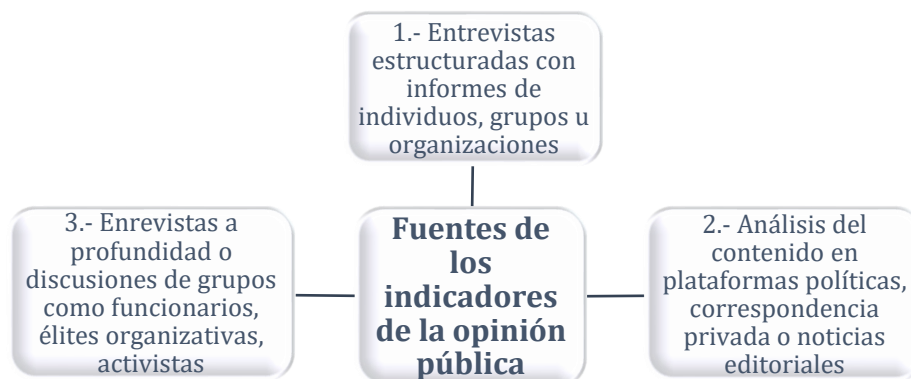 1.- Entrevistas
estructuradas con
informes de
individuos, grupos u
organizaciones
3.- Enrevistas a
profundidad o
discusiones de grupos
como funcionarios,
élites organizativas,
activistas
Fuentes de
los
indicadores
de la opinión
pública
2.- Análisis del
contenido en
plataformas políticas,
correspondencia
privada o noticias
editoriales